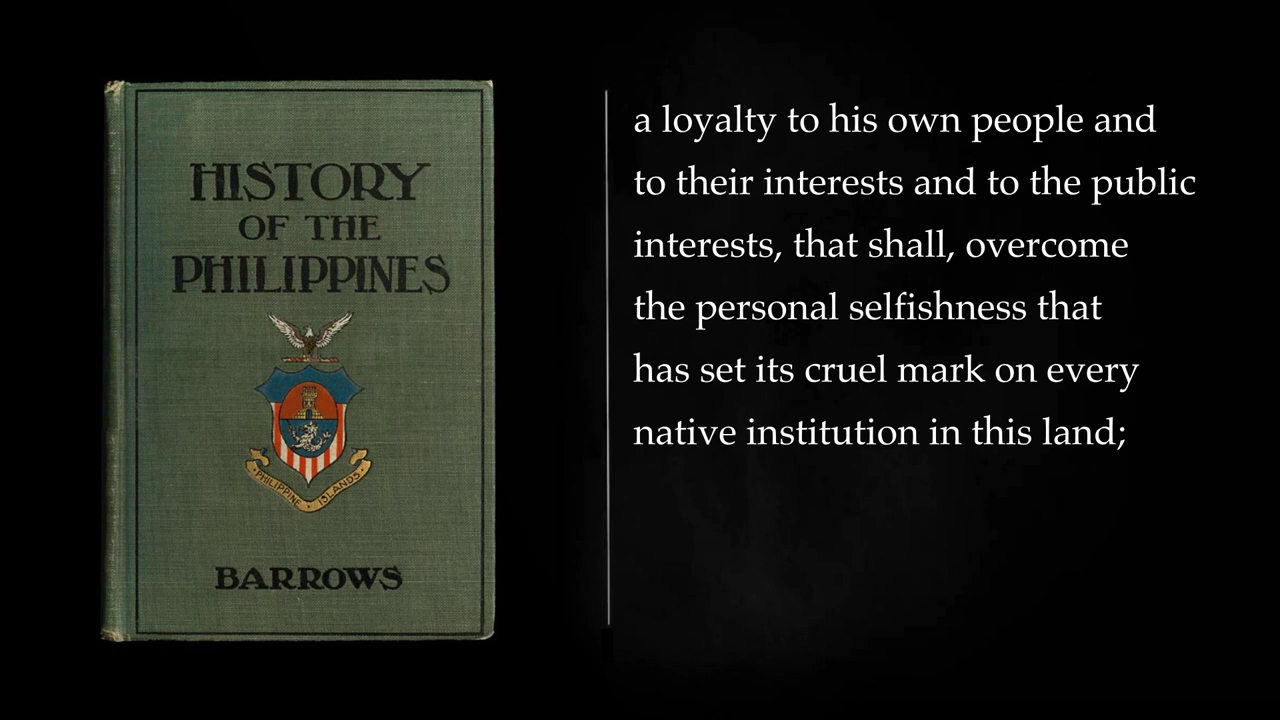 HISTORY
OF THE
PHILIPPINES
PHILIPPINE ISLANDS
BARROWS
a loyalty to his own people and
to their interests and to the public
interests, that shall, overcome
the personal selfishness that
has set its cruel mark on every
native institution in this land;